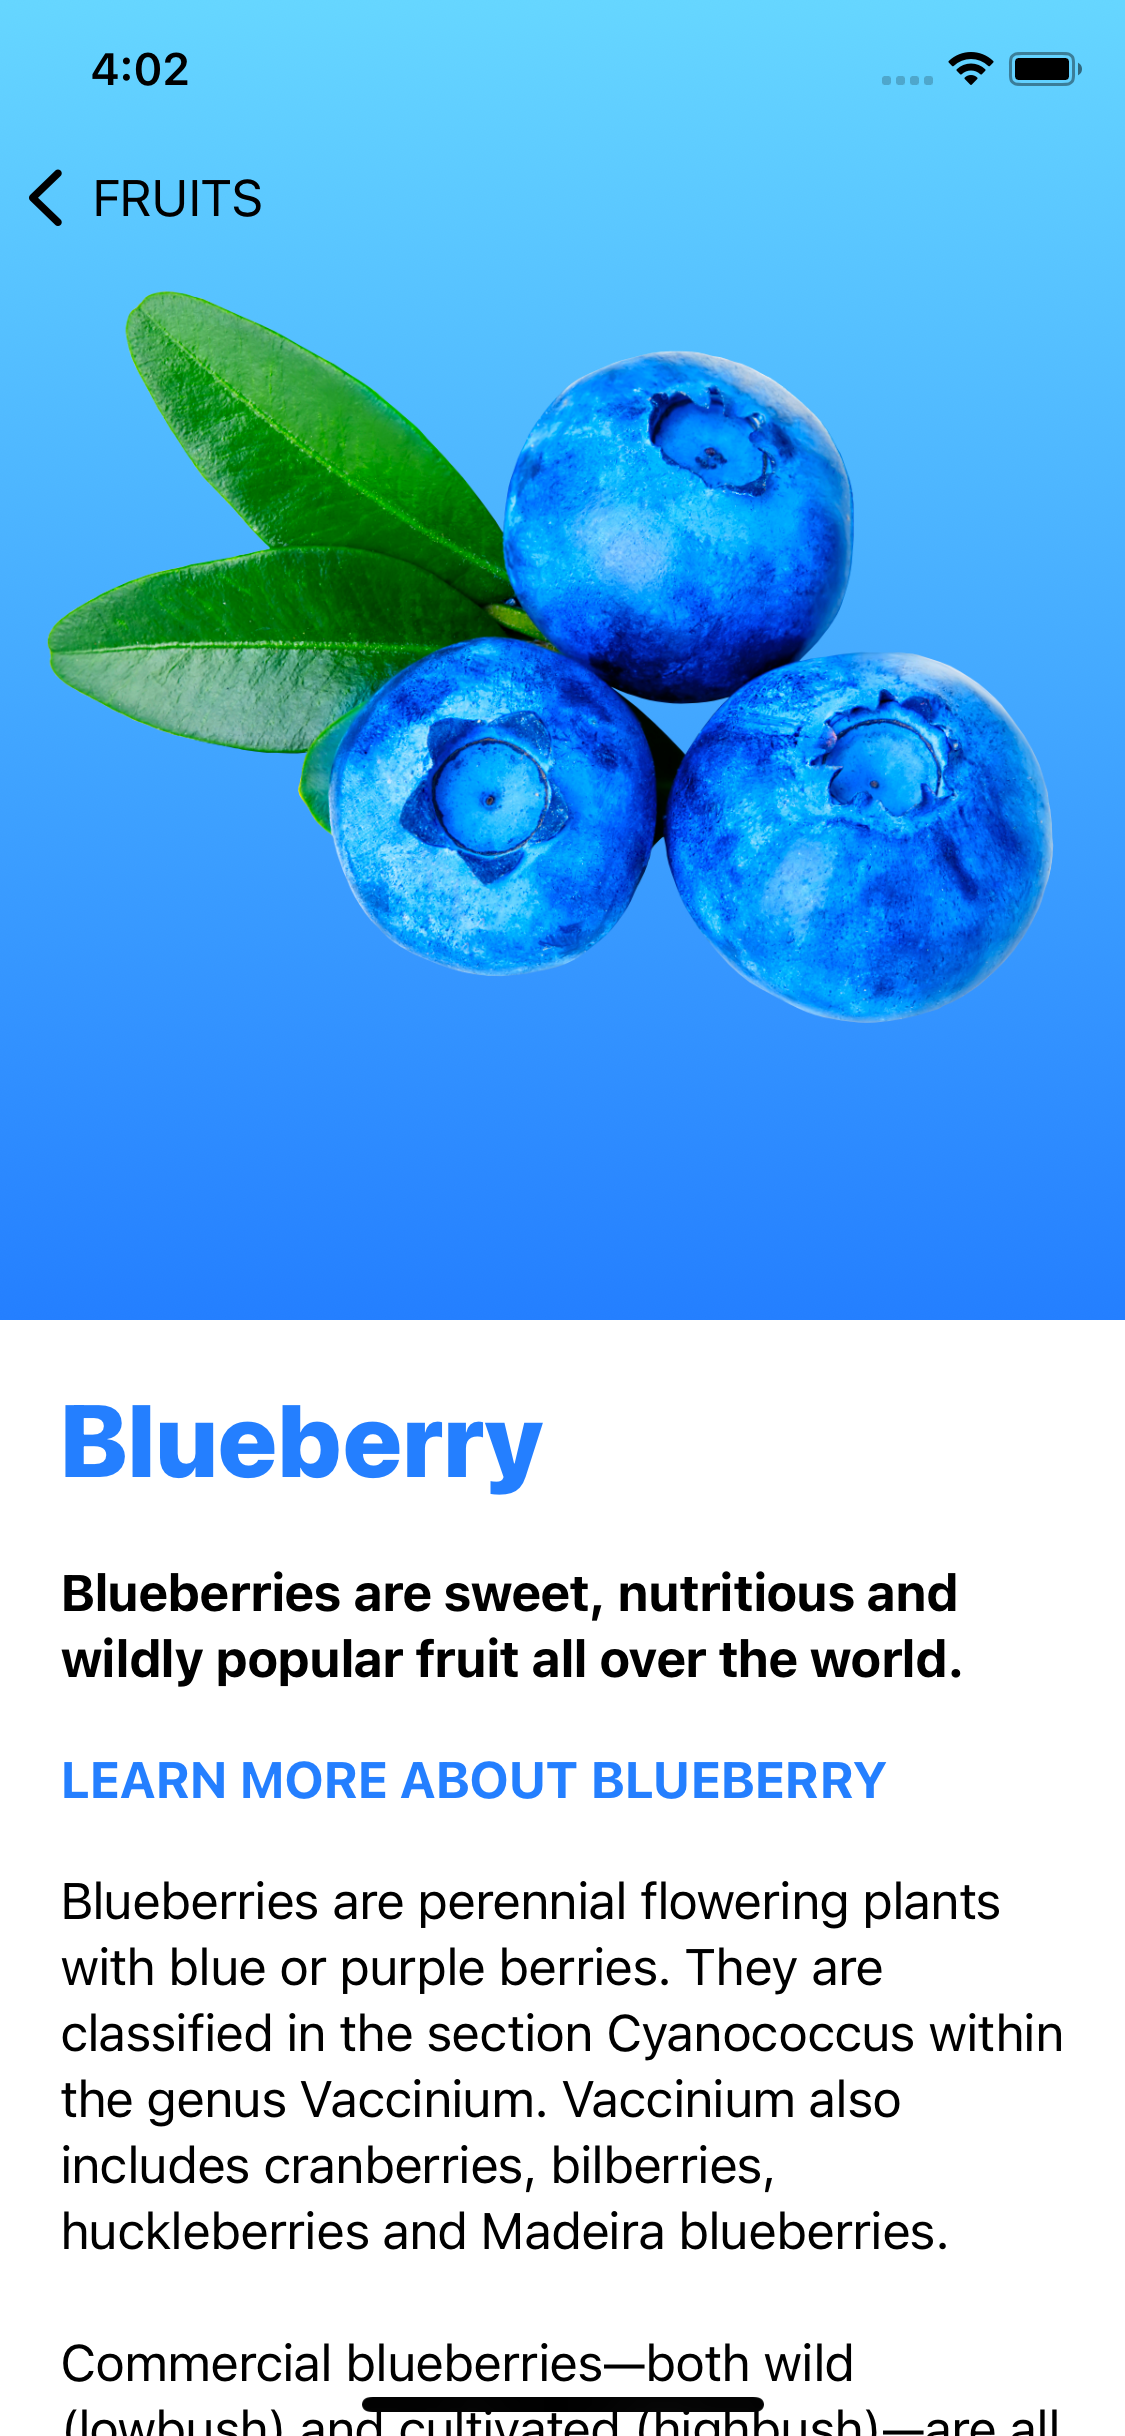 4:02
FRUITS
Blueberry
Blueberries are sweet, nutritious and
wildly popular fruit all over the world.
LEARN MORE ABOUT BLUEBERRY
Blueberries are perennial flowering plants
with blue or purple berries. They are
classified in the section Cyanococcus within
the genus Vaccinium. Vaccinium also
includes cranberries, bilberries,
huckleberries and Madeira blueberries.
Commercial blueberries—both wild
(lowbush) and cultivated (highbush)—are all